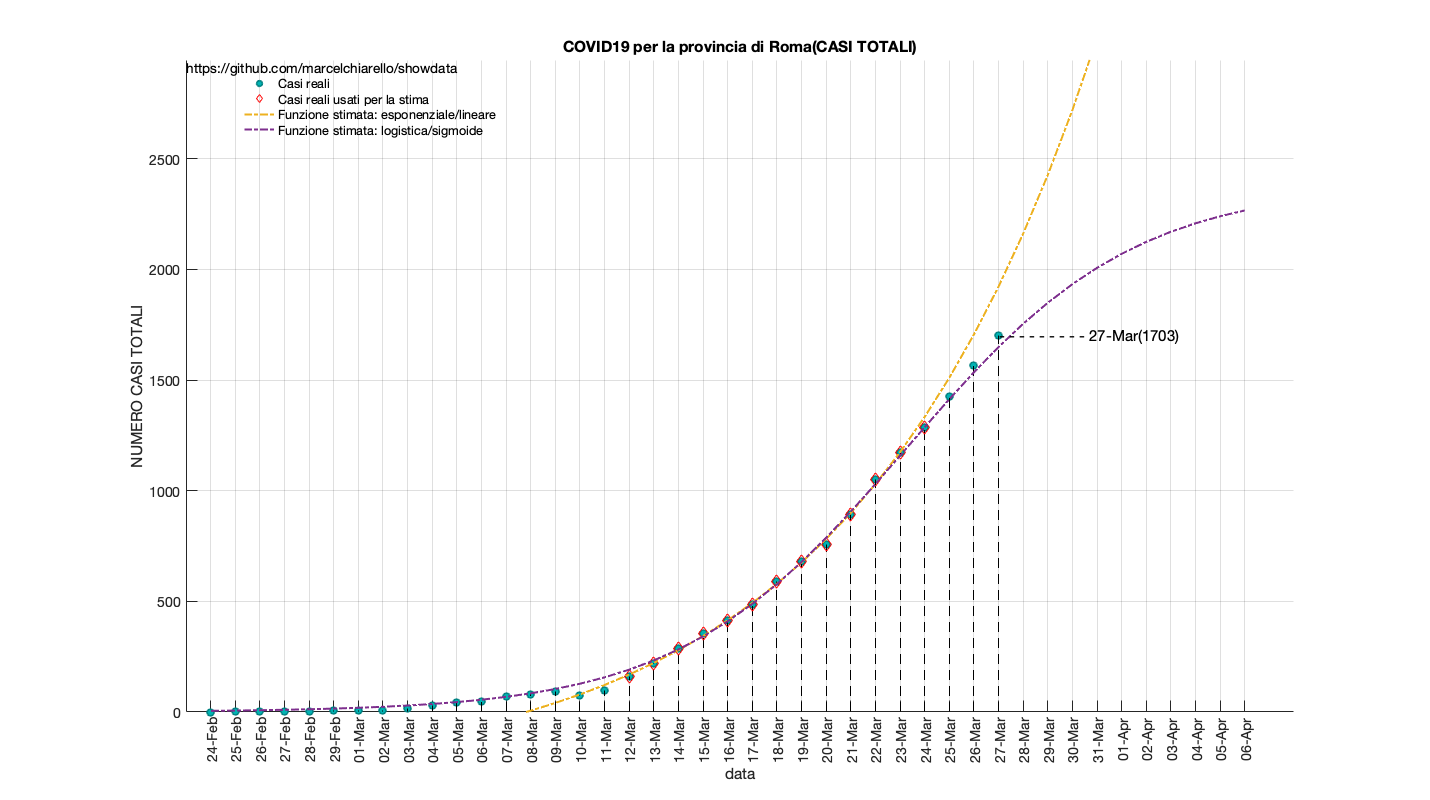 COVID19 per la provincia di Roma(CASI TOTALI)
https://github.com/marcelchiarello/showdata
Casi reali
Casi reali usati per la stima
Funzione stimata: esponenziale/lineare
Funzione stimata: logistica/sigmoide
2500
2000
1500
1000
500
0
NUMERO CASI TOTALI
27-Mar(1703)
24-Feb
25-Feb
26-Feb
27-Feb
28-Feb
29-Feb
01-Mar
02-Mar
03-Mar
04-Mar
05-Mar
06-Mar
07-Mar
08-Mar
09-Mar
10-Mar
11-Mar
12-Mar
13-Mar
14-Mar
15-Mar
16-Mar
17-Mar
18-Mar
19-Mar
20-Mar
21-Mar
22-Mar
23-Mar
24-Mar
25-Mar
26-Mar
27-Mar
28-Mar
29-Mar
30-Mar
31-Mar
01-Apr
02-Apr
03-Apr
04-Apr
05-Apr
06-Apr
data